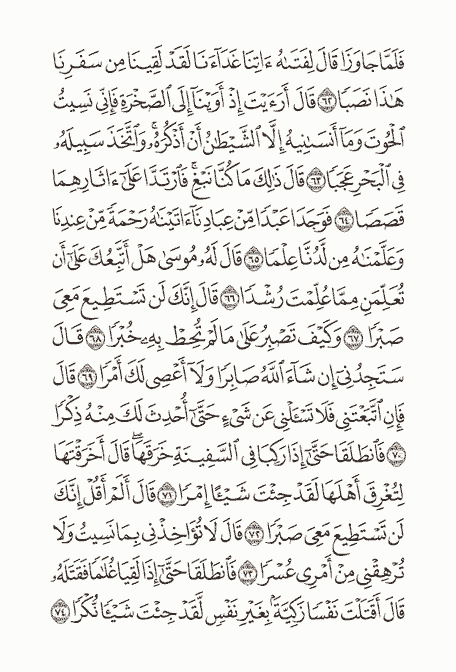 فَلَمَّا جَاوَزَا قَالَ لِفَتَىٰهُ ءَاتِنَا غَدَآءَنَا لَقَدْ لَقِينَا مِن سَفَرِنَا
هَٰذَا نَصَبًا ٦٢ قَالَ أَرَءَيْتَ إِذْ أَوَيْنَآ إِلَى ٱلصَّخْرَةِ فَإِنِّى نَسِيتُ
ٱلْحُوتَ وَمَآ أَنسَىٰنِيهُ إِلَّا ٱلشَّيْطَٰنُ أَنْ أَذْكُرَهُۥ ۚ وَٱتَّخَذَ سَبِيلَهُۥ
فِى ٱلْبَحْرِ عَجَبًا ٦٣ قَالَ ذَٰلِكَ مَا كُنَّا نَبْغِ ۚ فَٱرْتَدَّا عَلَىٰٓ ءَاثَارِهِمَا
قَصَصًا ٦٤ فَوَجَدَا عَبْدًا مِّنْ عِبَادِنَآ ءَاتَيْنَٰهُ رَحْمَةً مِّنْ عِندِنَا
وَعَلَّمْنَٰهُ مِن لَّدُنَّا عِلْمًا ٦٥ قَالَ لَهُۥ مُوسَىٰ هَلْ أَتَّبِعُكَ عَلَىٰٓ أَن
تُعَلِّمَنِ مِمَّا عُلِّمْتَ رُشْدًا ٦٦ قَالَ إِنَّكَ لَن تَسْتَطِيعَ مَعِىَ
صَبْرًا ٦٧ وَكَيْفَ تَصْبِرُ عَلَىٰ مَا لَمْ تُحِطْ بِهِۦ خُبْرًا ٦٨ قَالَ
سَتَجِدُنِىٓ إِن شَآءَ ٱللَّهُ صَابِرًا وَلَآ أَعْصِى لَكَ أَمْرًا ٦٩ قَالَ
فَإِنِ ٱتَّبَعْتَنِى فَلَا تَسْـَٔلْنِى عَن شَىْءٍ حَتَّىٰٓ أُحْدِثَ لَكَ مِنْهُ ذِكْرًا
٧٠ فَٱنطَلَقَا حَتَّىٰٓ إِذَا رَكِبَا فِى ٱلسَّفِينَةِ خَرَقَهَا ۖ قَالَ أَخَرَقْتَهَا
لِتُغْرِقَ أَهْلَهَا لَقَدْ جِئْتَ شَيْـًٔا إِمْرًا ٧١ قَالَ أَلَمْ أَقُلْ إِنَّكَ
لَن تَسْتَطِيعَ مَعِىَ صَبْرًا ٧٢ قَالَ لَا تُؤَاخِذْنِى بِمَا نَسِيتُ وَلَا
تُرْهِقْنِى مِنْ أَمْرِى عُسْرًا ٧٣ فَٱنطَلَقَا حَتَّىٰٓ إِذَا لَقِيَا غُلَٰمًا فَقَتَلَهُۥ
قَالَ أَقَتَلْتَ نَفْسًا زَكِيَّةًۢ بِغَيْرِ نَفْسٍ لَّقَدْ جِئْتَ شَيْـًٔا نُّكْرًا ٧٤